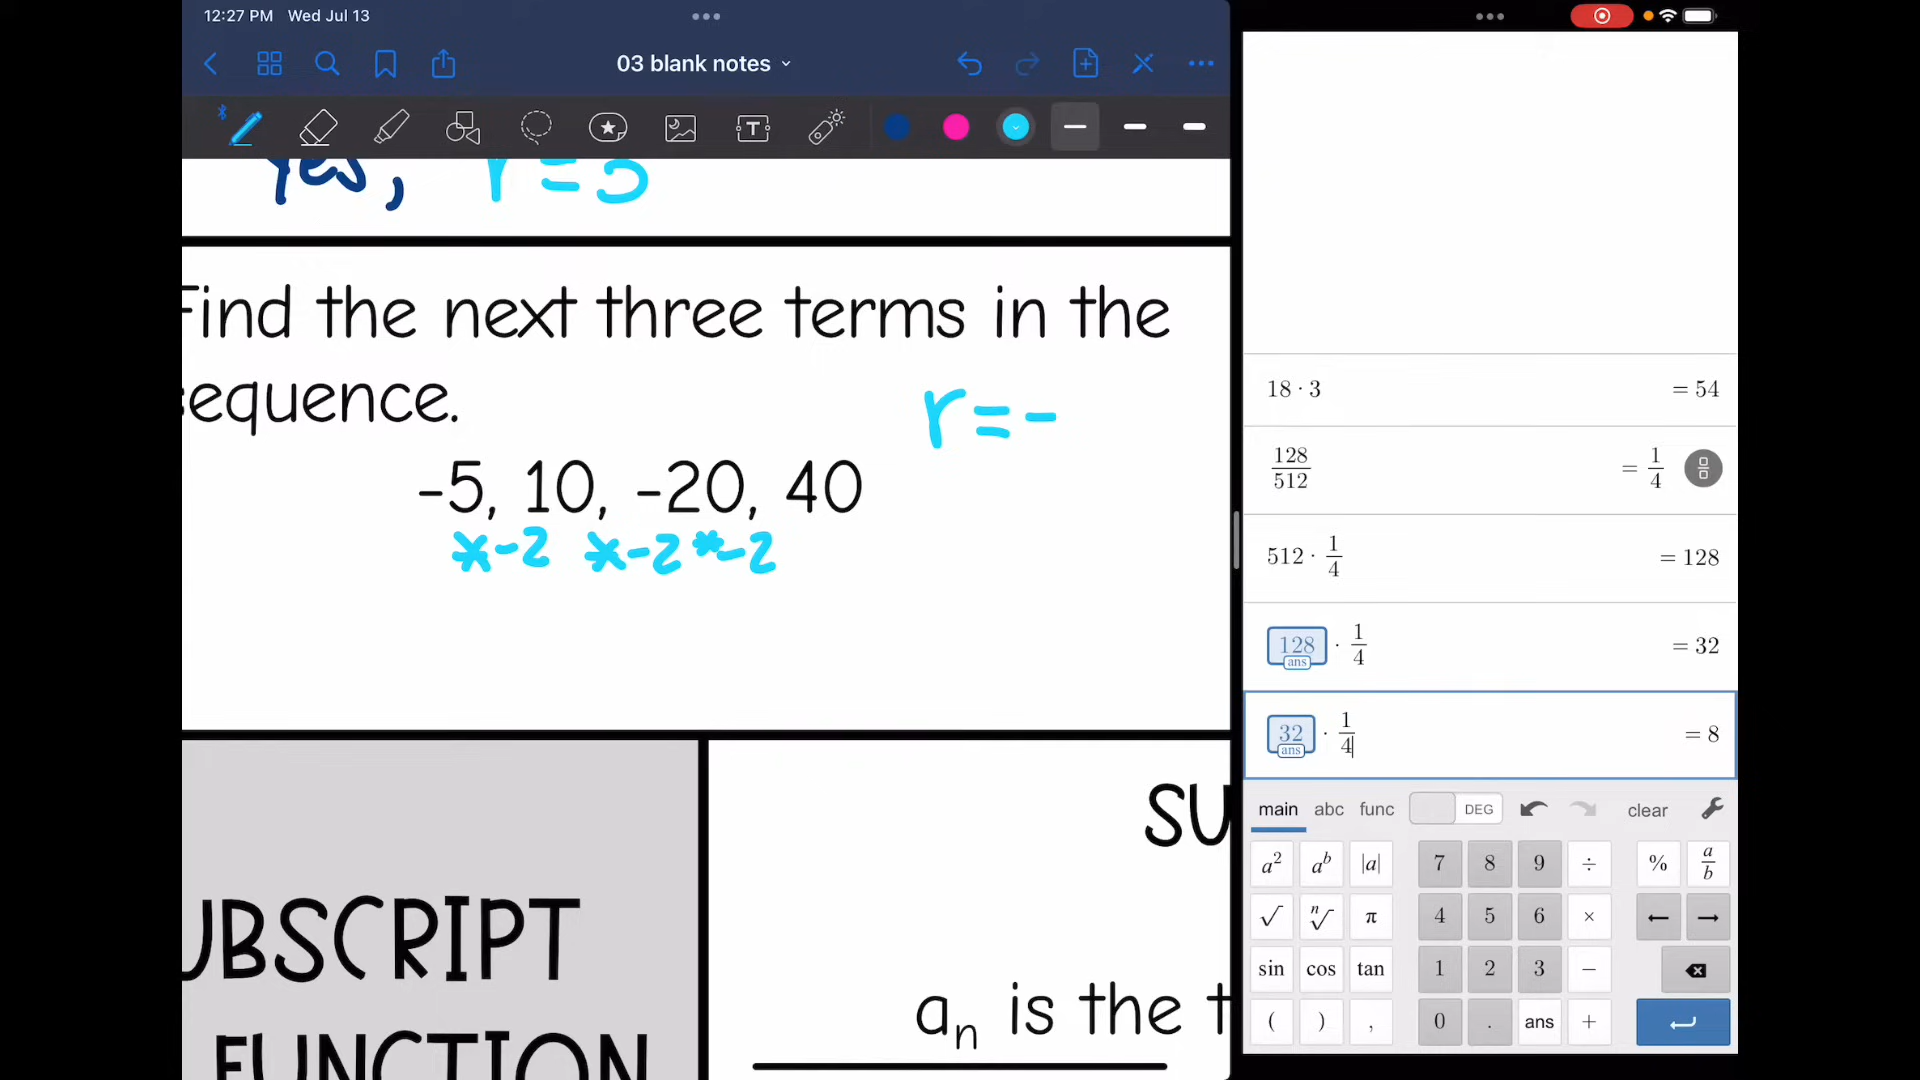 12:27 PM Wed Jul 13
03 blank notes
T
Yes, r = 3
Find the next three terms in the
sequence.
r = -
-5, 10, -20, 40
*-2 *-2 *-2
SU
UBSCRIPT
FUNCTION
aₙ is the t
18 · 3 = 54
128/512 = 1/4
512 · 1/4 = 128
128 ans · 1/4 = 32
32 ans · 1/4 = 8
main abc func DEG clear
a² aᵇ |a| 7 8 9 ÷ % a/b
√ ⁿ√ π 4 5 6 × ← →
sin cos tan 1 2 3 −
( ) , 0 . ans +